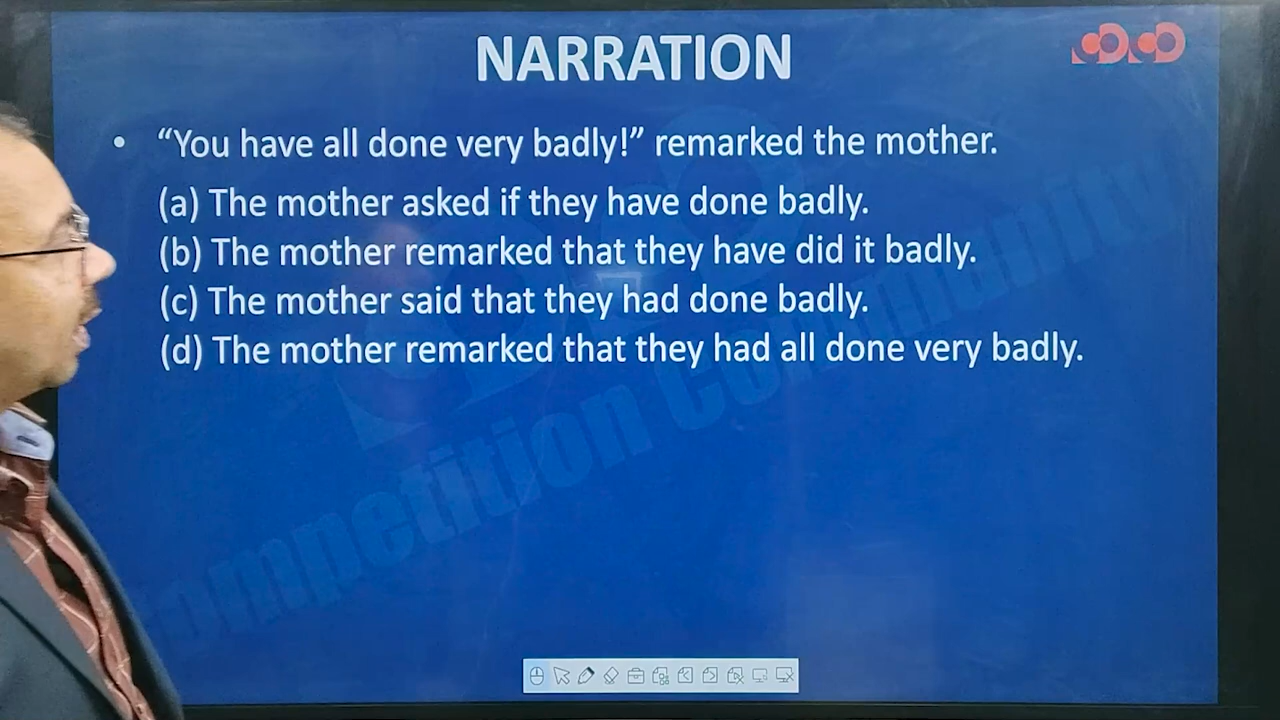 NARRATION
• “You have all done very badly!” remarked the mother.
(a) The mother asked if they have done badly.
(b) The mother remarked that they have did it badly.
(c) The mother said that they had done badly.
(d) The mother remarked that they had all done very badly.
Competition Community